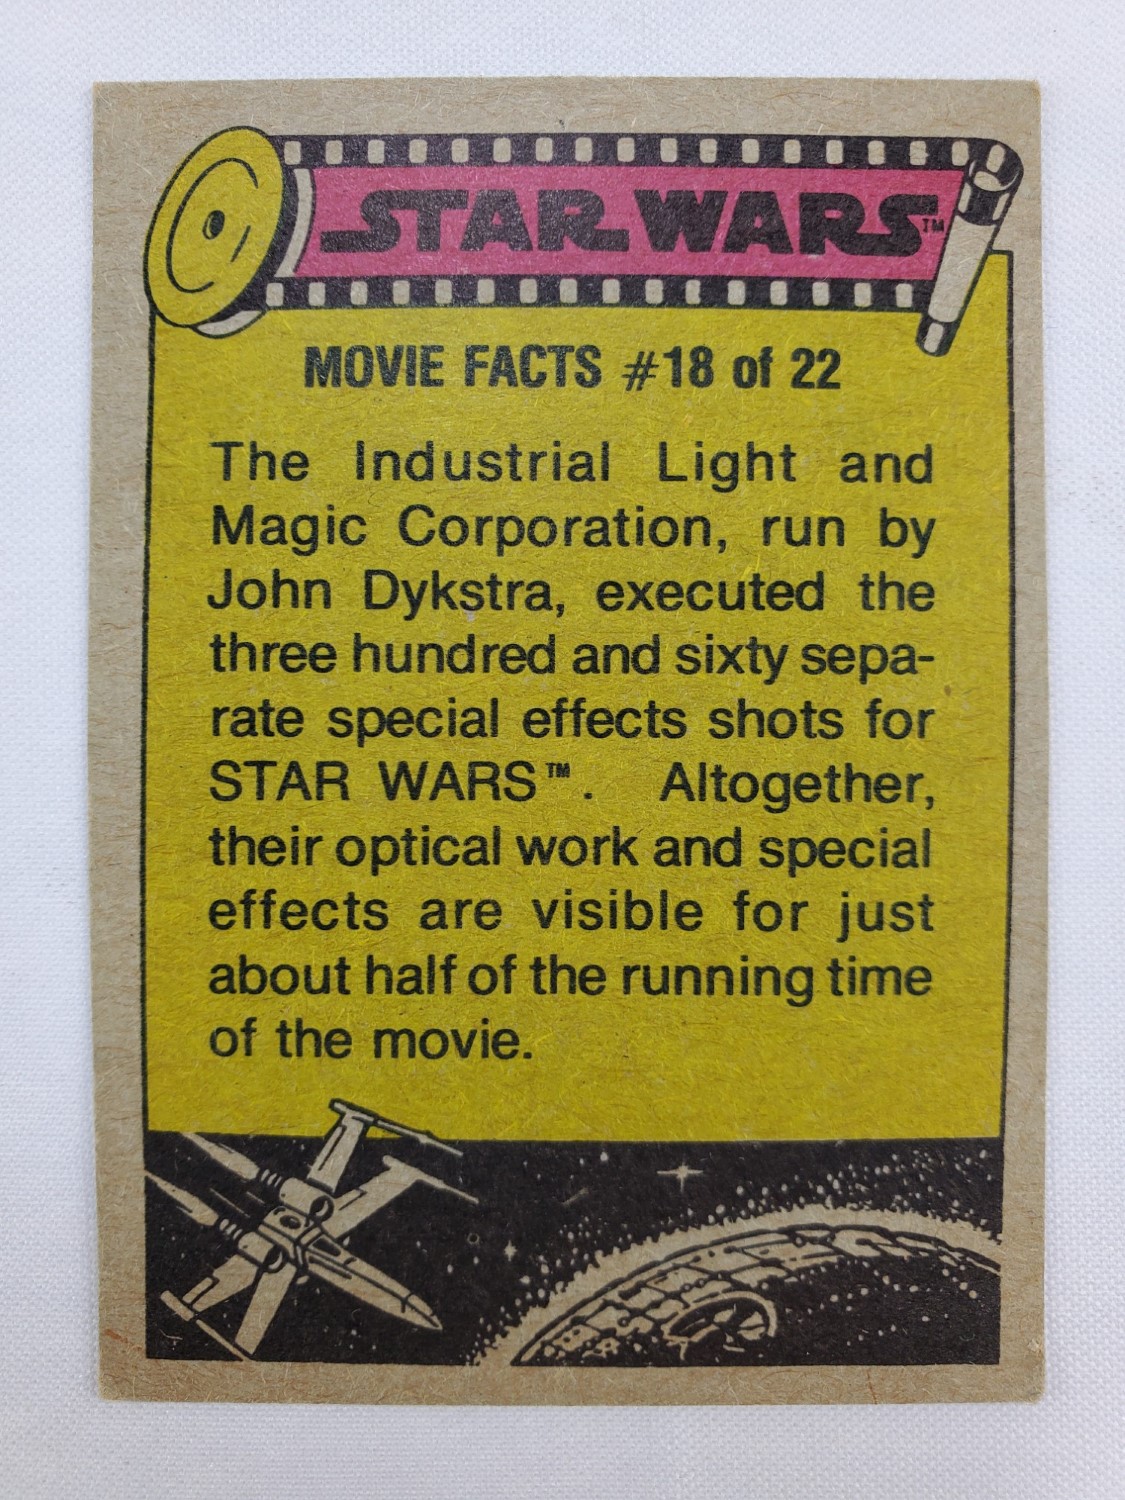 STAR WARS™
MOVIE FACTS #18 of 22
The Industrial Light and
Magic Corporation, run by
John Dykstra, executed the
three hundred and sixty sepa-
rate special effects shots for
STAR WARS™. Altogether,
their optical work and special
effects are visible for just
about half of the running time
of the movie.